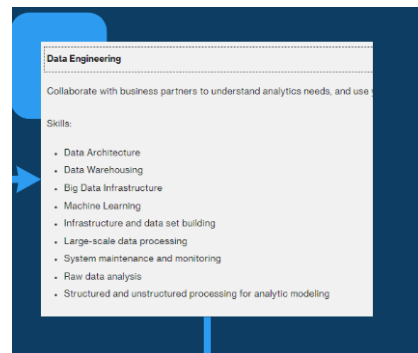 Data Engineering
Collaborate with business partners to understand analytics needs, and use
Skills:
• Data Architecture
• Data Warehousing
• Big Data Infrastructure
• Machine Learning
• Infrastructure and data set building
• Large-scale data processing
• System maintenance and monitoring
• Raw data analysis
• Structured and unstructured processing for analytic modeling